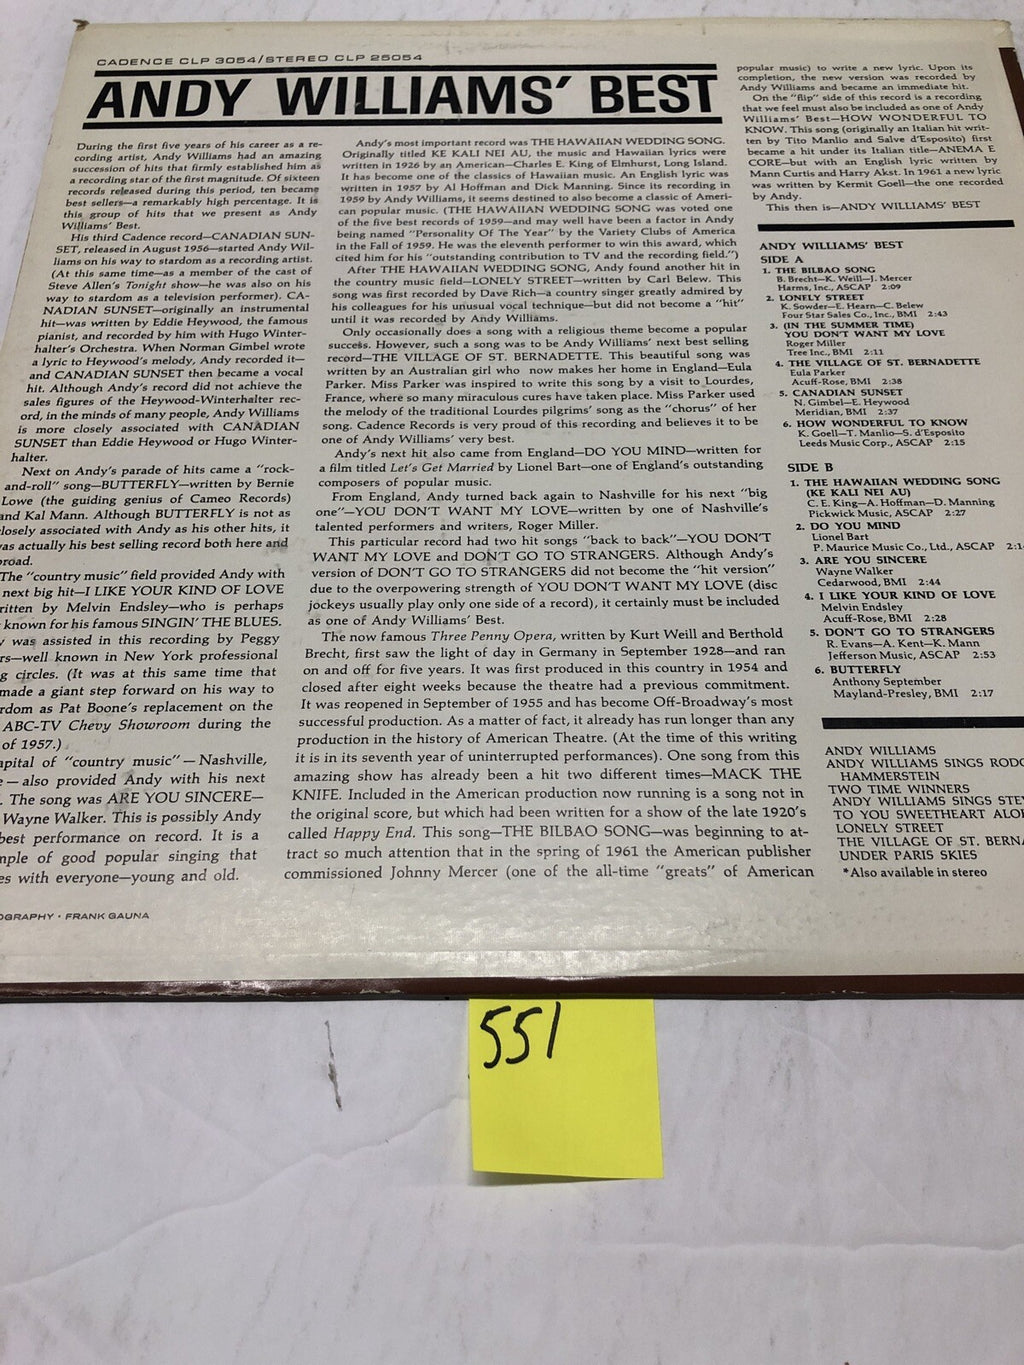 CADENCE CLP 3054/STEREO CLP 25054
ANDY WILLIAMS' BEST
During the first five years of his career as a re-
cording artist, Andy Williams had an amazing
succession of hits that firmly established him as
a recording star of the first magnitude. Of sixteen
records released during this period, ten became
best sellers—a remarkably high percentage. It is
this group of hits that we present as Andy
Williams' Best.
His third Cadence record—CANADIAN SUN-
SET, released in August 1956—started Andy Wil-
liams on his way to stardom as a recording artist.
(At this same time—as a member of the cast of
Steve Allen's Tonight show—he was also on his
way to stardom as a television performer). CA-
NADIAN SUNSET—originally an instrumental
hit—was written by Eddie Heywood, the famous
pianist, and recorded by him with Hugo Winter-
halter's Orchestra. When Norman Gimbel wrote
a lyric to Heywood's melody, Andy recorded it—
and CANADIAN SUNSET then became a vocal
hit. Although Andy's record did not achieve the
sales figures of the Heywood-Winterhalter rec-
ord, in the minds of many people, Andy Williams
is more closely associated with CANADIAN
SUNSET than Eddie Heywood or Hugo Winter-
halter.
Next on Andy's parade of hits came a "rock-
and-roll" song—BUTTERFLY—written by Bernie
Lowe (the guiding genius of Cameo Records)
and Kal Mann. Although BUTTERFLY is not as
closely associated with Andy as his other hits, it
was actually his best selling record both here and
broad.
The "country music" field provided Andy with
next big hit—I LIKE YOUR KIND OF LOVE
ritten by Melvin Endsley—who is perhaps
known for his famous SINGIN' THE BLUES.
y was assisted in this recording by Peggy
rs—well known in New York professional
g circles. (It was at this same time that
made a giant step forward on his way to
rdom as Pat Boone's replacement on the
ABC-TV Chevy Showroom during the
of 1957.)
apital of "country music"—Nashville,
e—also provided Andy with his next
. The song was ARE YOU SINCERE—
Wayne Walker. This is possibly Andy
best performance on record. It is a
mple of good popular singing that
es with everyone—young and old.
OGRAPHY · FRANK GAUNA
Andy's most important record was THE HAWAIIAN WEDDING SONG.
Originally titled KE KALI NEI AU, the music and Hawaiian lyrics were
written in 1926 by an American—Charles E. King of Elmhurst, Long Island.
It has become one of the classics of Hawaiian music. An English lyric was
written in 1957 by Al Hoffman and Dick Manning. Since its recording in
1959 by Andy Williams, it seems destined to also become a classic of Ameri-
can popular music. (THE HAWAIIAN WEDDING SONG was voted one
of the five best records of 1959—and may well have been a factor in Andy
being named "Personality Of The Year" by the Variety Clubs of America
in the Fall of 1959. He was the eleventh performer to win this award, which
cited him for his "outstanding contribution to TV and the recording field.")
After THE HAWAIIAN WEDDING SONG, Andy found another hit in
the country music field—LONELY STREET—written by Carl Belew. This
song was first recorded by Dave Rich—a country singer greatly admired by
his colleagues for his unusual vocal technique—but did not become a "hit"
until it was recorded by Andy Williams.
Only occasionally does a song with a religious theme become a popular
success. However, such a song was to be Andy Williams' next best selling
record—THE VILLAGE OF ST. BERNADETTE. This beautiful song was
written by an Australian girl who now makes her home in England—Eula
Parker. Miss Parker was inspired to write this song by a visit to Lourdes,
France, where so many miraculous cures have taken place. Miss Parker used
the melody of the traditional Lourdes pilgrims' song as the "chorus" of her
song. Cadence Records is very proud of this recording and believes it to be
one of Andy Williams' very best.
Andy's next hit also came from England—DO YOU MIND—written for
a film titled Let's Get Married by Lionel Bart—one of England's outstanding
composers of popular music.
From England, Andy turned back again to Nashville for his next "big
one"—YOU DON'T WANT MY LOVE—written by one of Nashville's
talented performers and writers, Roger Miller.
This particular record had two hit songs "back to back"—YOU DON'T
WANT MY LOVE and DON'T GO TO STRANGERS. Although Andy's
version of DON'T GO TO STRANGERS did not become the "hit version"
due to the overpowering strength of YOU DON'T WANT MY LOVE (disc
jockeys usually play only one side of a record), it certainly must be included
as one of Andy Williams' Best.
The now famous Three Penny Opera, written by Kurt Weill and Berthold
Brecht, first saw the light of day in Germany in September 1928—and ran
on and off for five years. It was first produced in this country in 1954 and
closed after eight weeks because the theatre had a previous commitment.
It was reopened in September of 1955 and has become Off-Broadway's most
successful production. As a matter of fact, it already has run longer than any
production in the history of American Theatre. (At the time of this writing
it is in its seventh year of uninterrupted performances). One song from this
amazing show has already been a hit two different times—MACK THE
KNIFE. Included in the American production now running is a song not in
the original score, but which had been written for a show of the late 1920's
called Happy End. This song—THE BILBAO SONG—was beginning to at-
tract so much attention that in the spring of 1961 the American publisher
commissioned Johnny Mercer (one of the all-time "greats" of American
popular music) to write a new lyric. Upon its
completion, the new version was recorded by
Andy Williams and became an immediate hit.
On the "flip" side of this record is a recording
that we feel must also be included as one of Andy
Williams' Best—HOW WONDERFUL TO
KNOW. This song (originally an Italian hit writ-
ten by Tito Manlio and Salve d'Esposito) first
became a hit under its Italian title—ANEMA E
CORE—but with an English lyric written by
Mann Curtis and Harry Akst. In 1961 a new lyric
was written by Kermit Goell—the one recorded
by Andy.
This then is—ANDY WILLIAMS' BEST
ANDY WILLIAMS' BEST
SIDE A
1. THE BILBAO SONG
B. Brecht—K. Weill—J. Mercer
Harms, Inc., ASCAP 2:09
2. LONELY STREET
K. Sowder—E. Hearn—C. Belew
Four Star Sales Co., Inc., BMI 2:43
3. (IN THE SUMMER TIME)
YOU DON'T WANT MY LOVE
Roger Miller
Tree Inc., BMI 2:11
4. THE VILLAGE OF ST. BERNADETTE
Eula Parker
Acuff-Rose, BMI 2:38
5. CANADIAN SUNSET
N. Gimbel—E. Heywood
Meridian, BMI 2:37
6. HOW WONDERFUL TO KNOW
K. Goell—T. Manlio—S. d'Esposito
Leeds Music Corp., ASCAP 2:15
SIDE B
1. THE HAWAIIAN WEDDING SONG
(KE KALI NEI AU)
C. E. King—A. Hoffman—D. Manning
Pickwick Music, ASCAP 2:27
2. DO YOU MIND
Lionel Bart
P. Maurice Music Co., Ltd., ASCAP 2:1
3. ARE YOU SINCERE
Wayne Walker
Cedarwood, BMI 2:44
4. I LIKE YOUR KIND OF LOVE
Melvin Endsley
Acuff-Rose, BMI 2:28
5. DON'T GO TO STRANGERS
R. Evans—A. Kent—K. Mann
Jefferson Music, ASCAP 2:53
6. BUTTERFLY
Anthony September
Mayland-Presley, BMI 2:17
ANDY WILLIAMS
ANDY WILLIAMS SINGS RODG
HAMMERSTEIN
TWO TIME WINNERS
ANDY WILLIAMS SINGS STEV
TO YOU SWEETHEART ALO
LONELY STREET
THE VILLAGE OF ST. BERNA
UNDER PARIS SKIES
*Also available in stereo
551